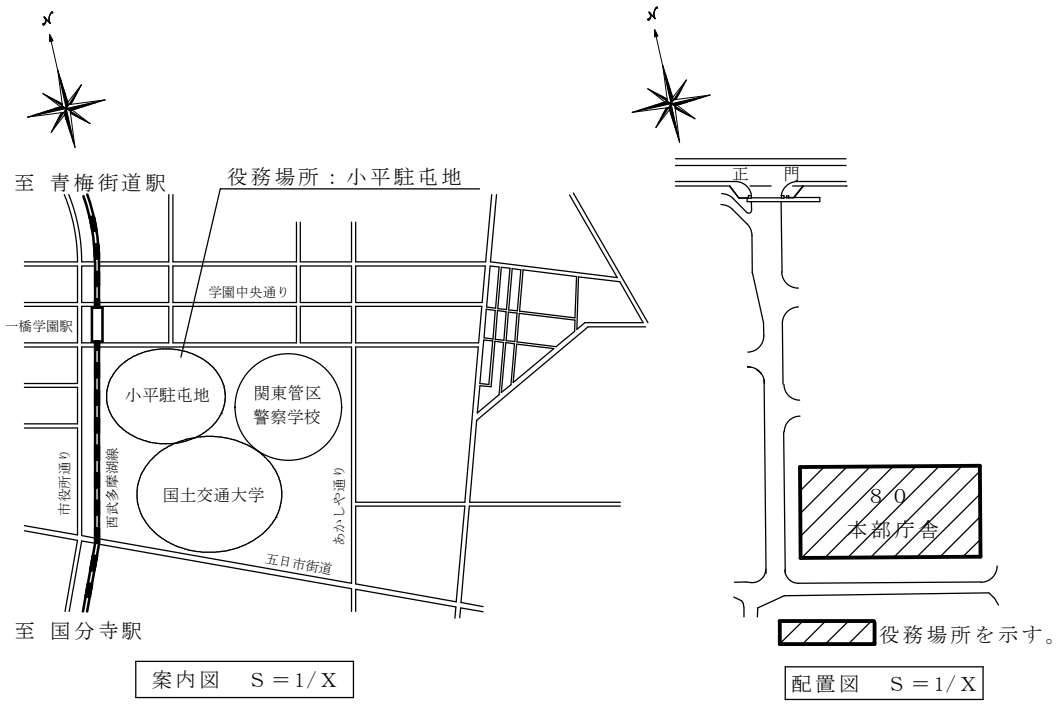 N
至 青梅街道駅
役務場所：小平駐屯地
学園中央通り
一橋学園駅
小平駐屯地
関東管区
警察学校
国土交通大学
市役所通り
西武多摩湖線
あかしや通り
五日市街道
至 国分寺駅
案内図 S＝1/X
N
正 門
80
本部庁舎
役務場所を示す。
配置図 S＝1/X